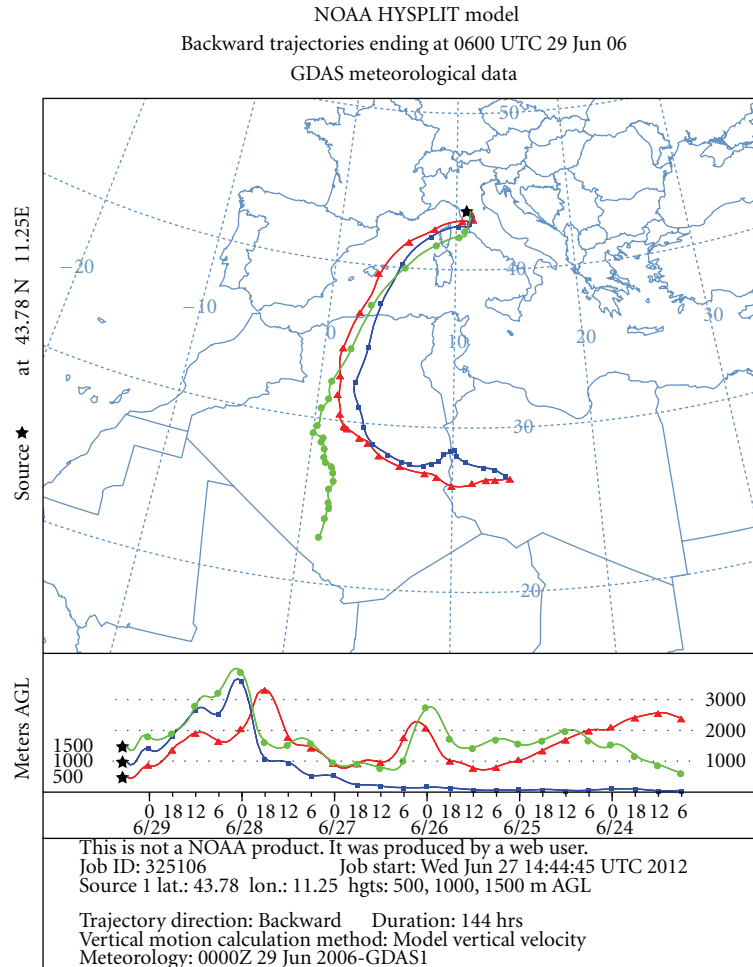 NOAA HYSPLIT model
Backward trajectories ending at 0600 UTC 29 Jun 06
GDAS meteorological data
Source ★ at 43.78 N 11.25E
50
−20
40
−10
30
0
10
20
30
20
Meters AGL
3000
2000
1500
1000
1000
500
0 18 12 6 0 18 12 6 0 18 12 6 0 18 12 6 0 18 12 6 0 18 12 6
6/29 6/28 6/27 6/26 6/25 6/24
This is not a NOAA product. It was produced by a web user.
Job ID: 325106 Job start: Wed Jun 27 14:44:45 UTC 2012
Source 1 lat.: 43.78 lon.: 11.25 hgts: 500, 1000, 1500 m AGL
Trajectory direction: Backward Duration: 144 hrs
Vertical motion calculation method: Model vertical velocity
Meteorology: 0000Z 29 Jun 2006-GDAS1